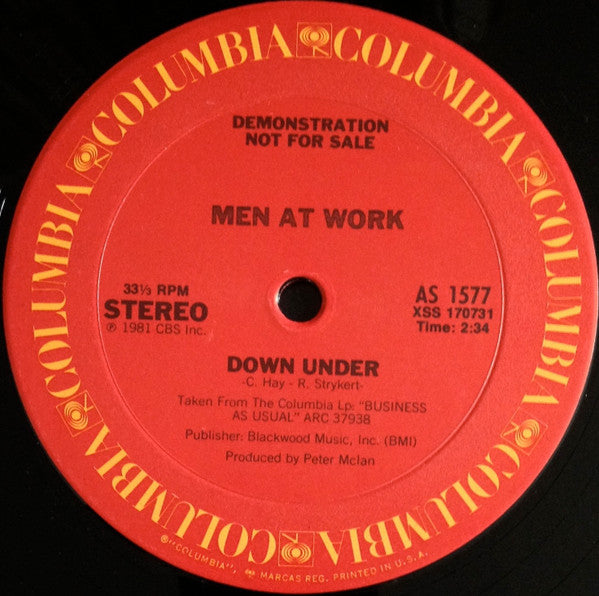 COLUMBIA COLUMBIA COLUMBIA COLUMBIA COLUMBIA COLUMBIA COLUMBIA COLUMBIA
DEMONSTRATION
NOT FOR SALE
MEN AT WORK
33⅓ RPM
STEREO
℗ 1981 CBS Inc.
AS 1577
XSS 170731
Time: 2:34
DOWN UNDER
-C. Hay - R. Strykert-
Taken From The Columbia Lp: "BUSINESS
AS USUAL" ARC 37938
Publisher: Blackwood Music, Inc. (BMI)
Produced by Peter Mclan
®"COLUMBIA", ® MARCAS REG. PRINTED IN U.S.A.